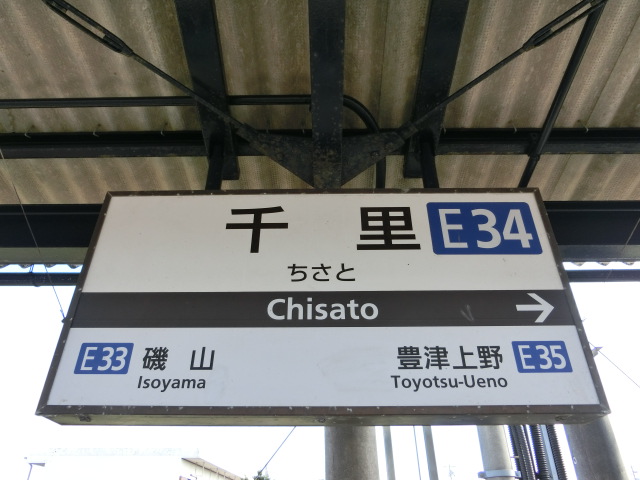 千里 E34
ちさと
Chisato →
E33 磯山 豊津上野 E35
Isoyama Toyotsu-Ueno